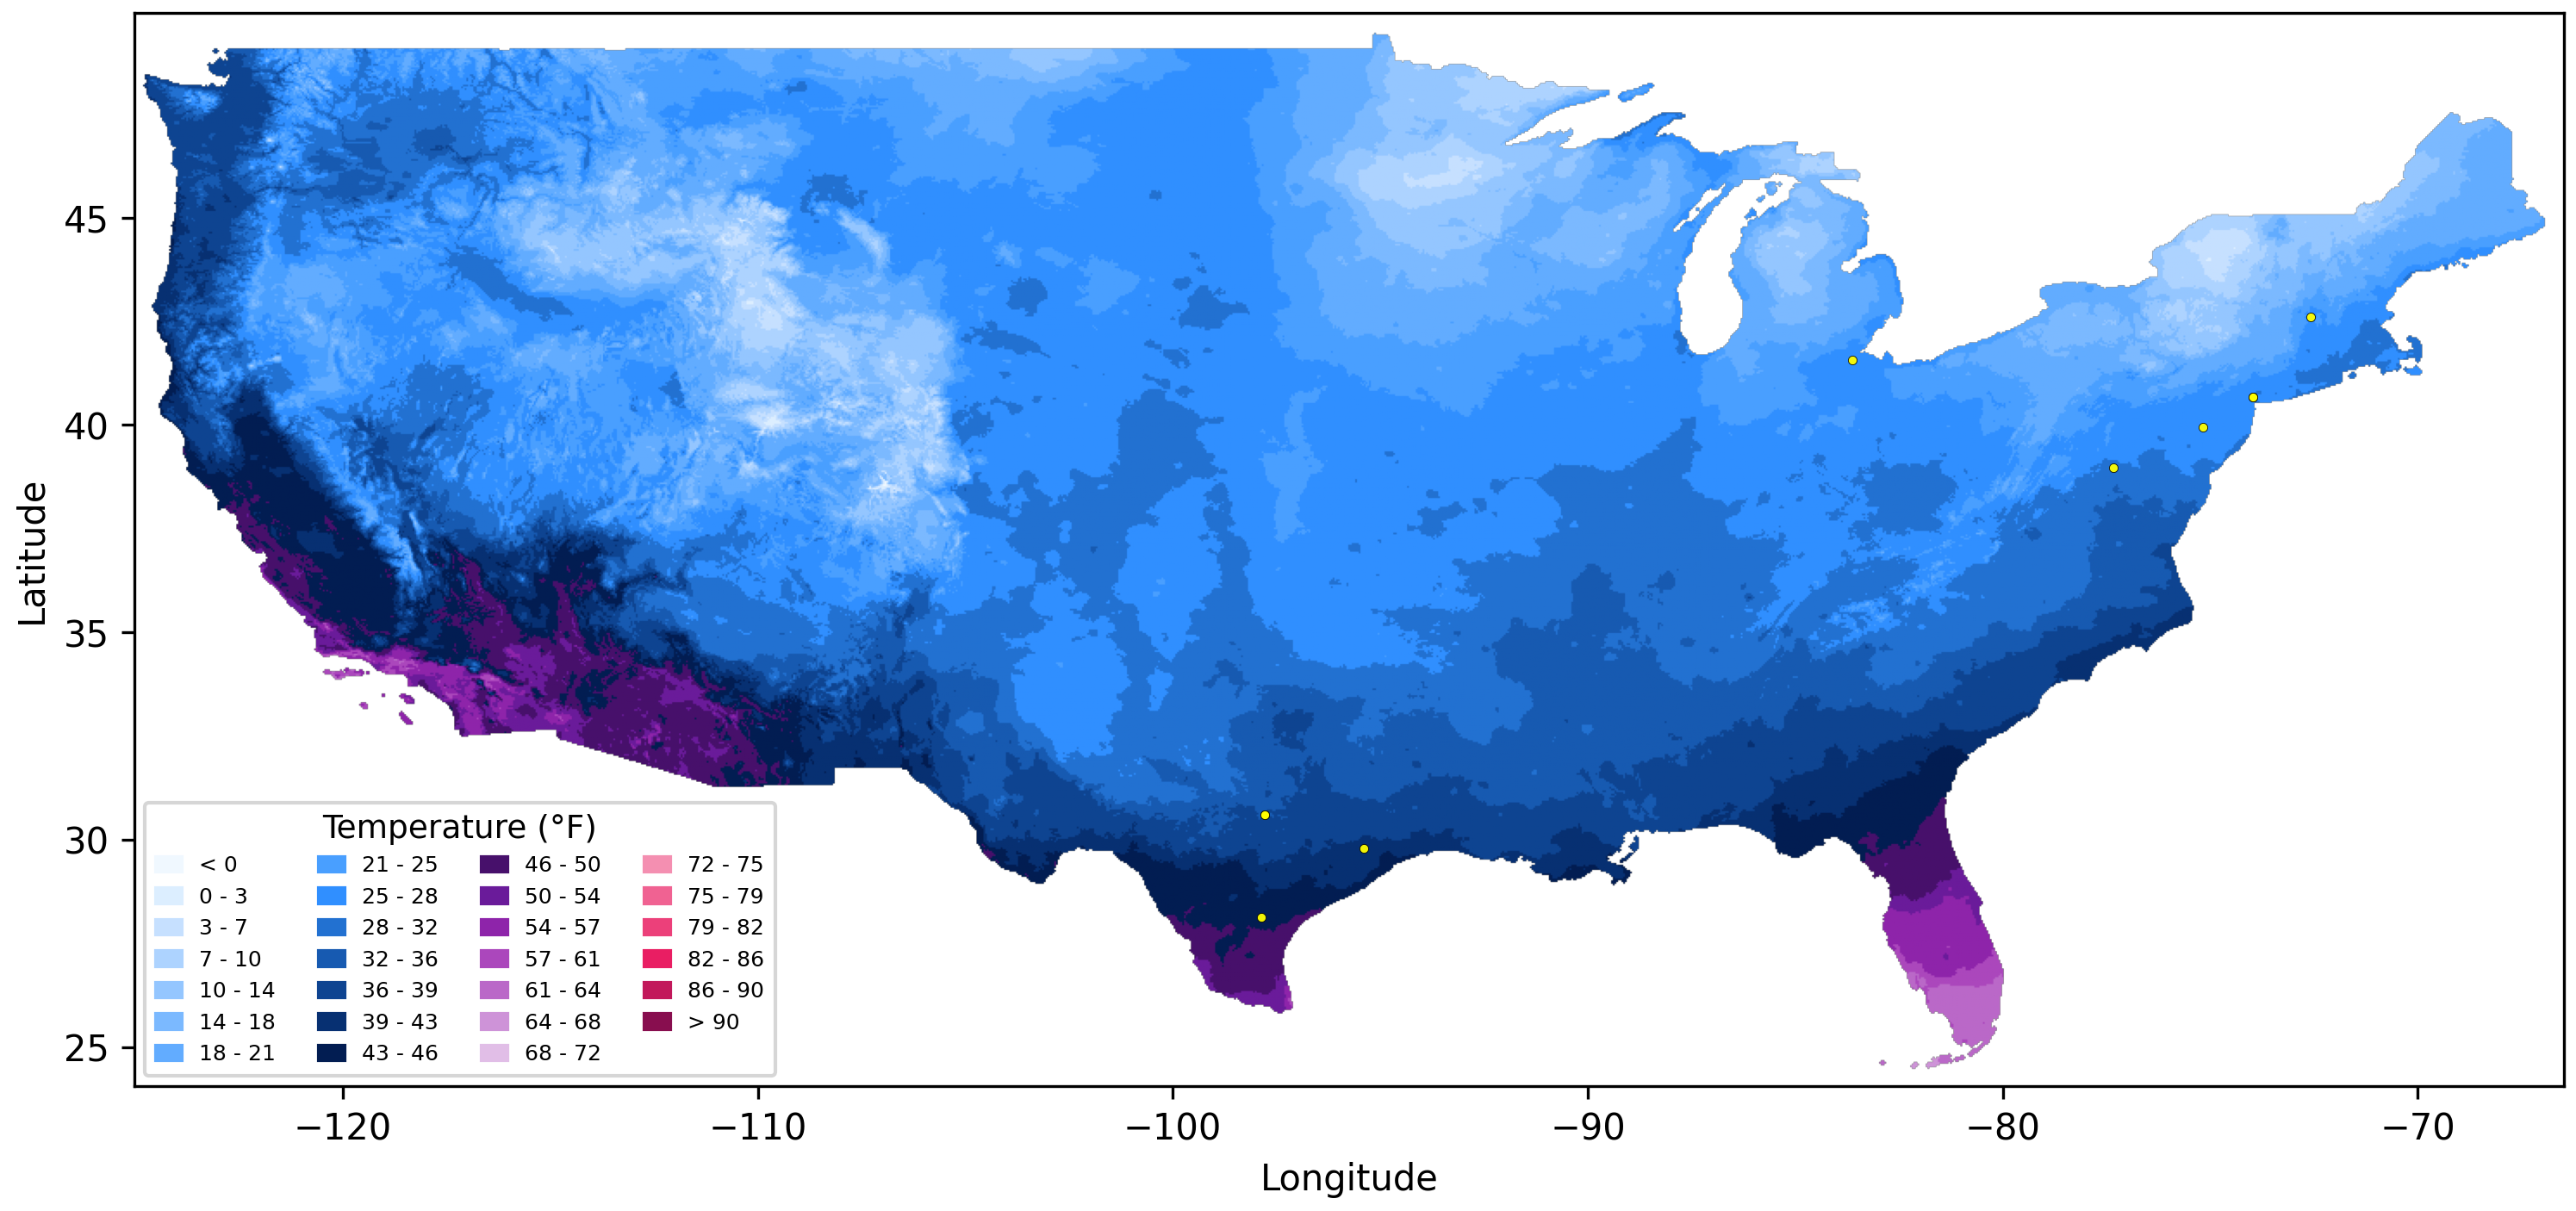 45
40
35
30
25
Latitude
Temperature (°F)
< 0
0 - 3
3 - 7
7 - 10
10 - 14
14 - 18
18 - 21
21 - 25
25 - 28
28 - 32
32 - 36
36 - 39
39 - 43
43 - 46
46 - 50
50 - 54
54 - 57
57 - 61
61 - 64
64 - 68
68 - 72
72 - 75
75 - 79
79 - 82
82 - 86
86 - 90
> 90
−120
−110
−100
−90
−80
−70
Longitude